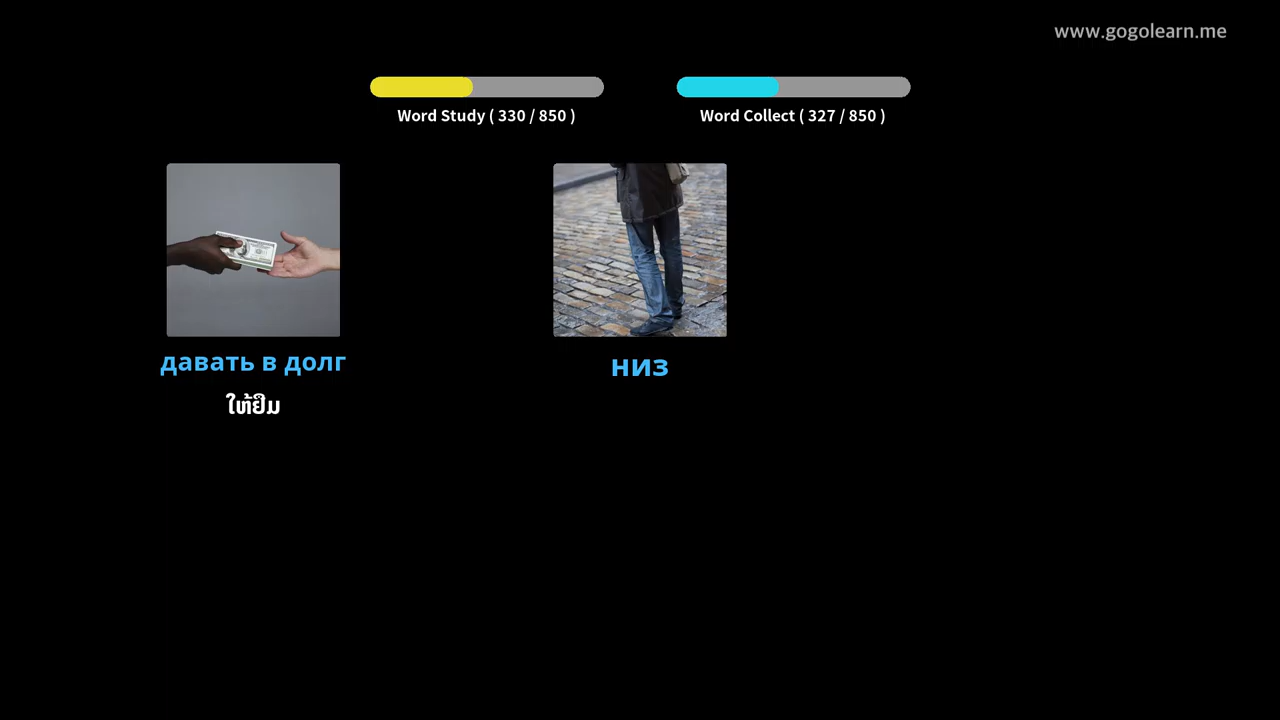 www.gogolearn.me
Word Study ( 330 / 850 )
Word Collect ( 327 / 850 )
давать в долг
ໃຫ້ຢືມ
низ